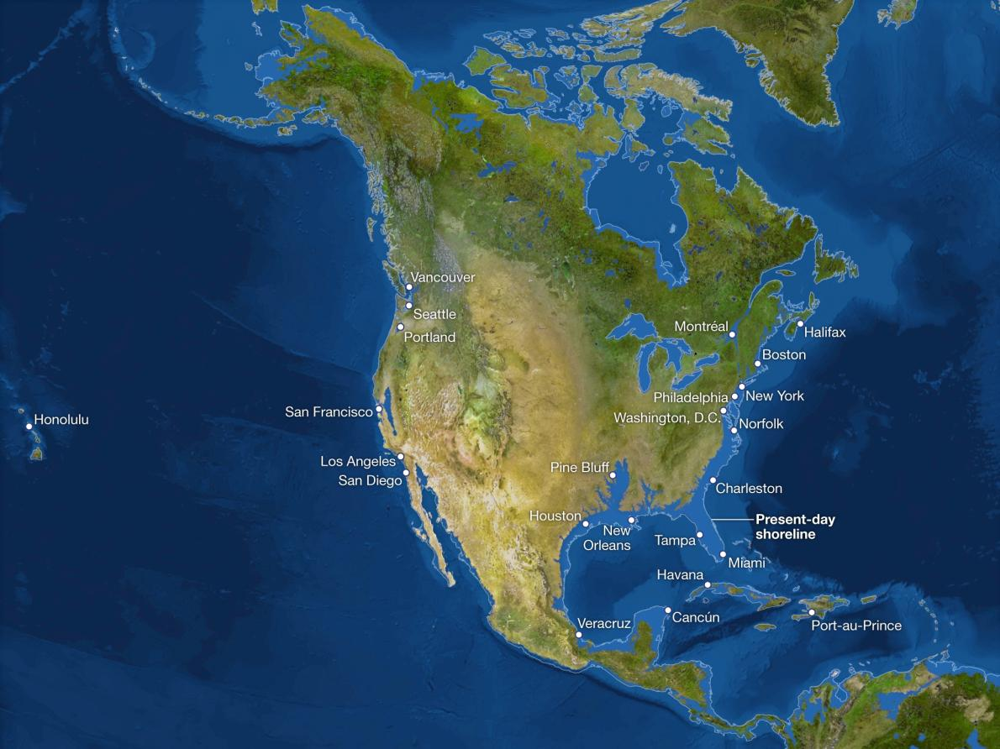 Vancouver
Seattle
Portland
Montréal
Halifax
Boston
Philadelphia
New York
Washington, D.C.
San Francisco
Honolulu
Norfolk
Los Angeles
San Diego
Pine Bluff
Charleston
Houston
New
Orleans
Present-day
shoreline
Tampa
Miami
Havana
Cancún
Veracruz
Port-au-Prince